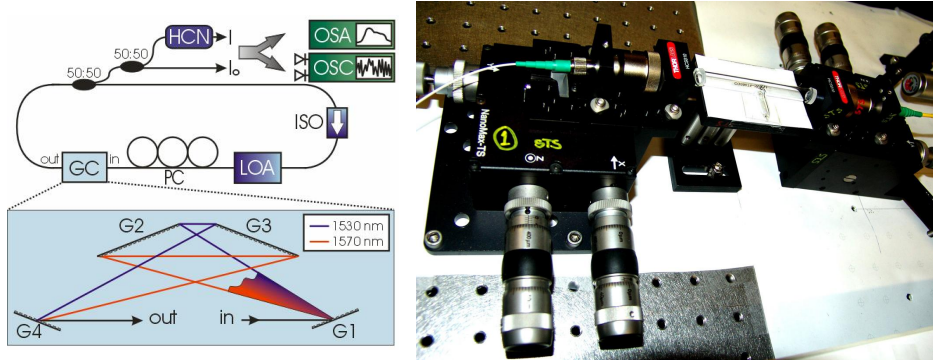 50:50
50:50
HCN
I
I₀
OSA
OSC
ISO
out
in
GC
PC
LOA
G2
G3
1530 nm
1570 nm
G4
out
in
G1
NanoMax-TS
1
STS
Z
X
THOR